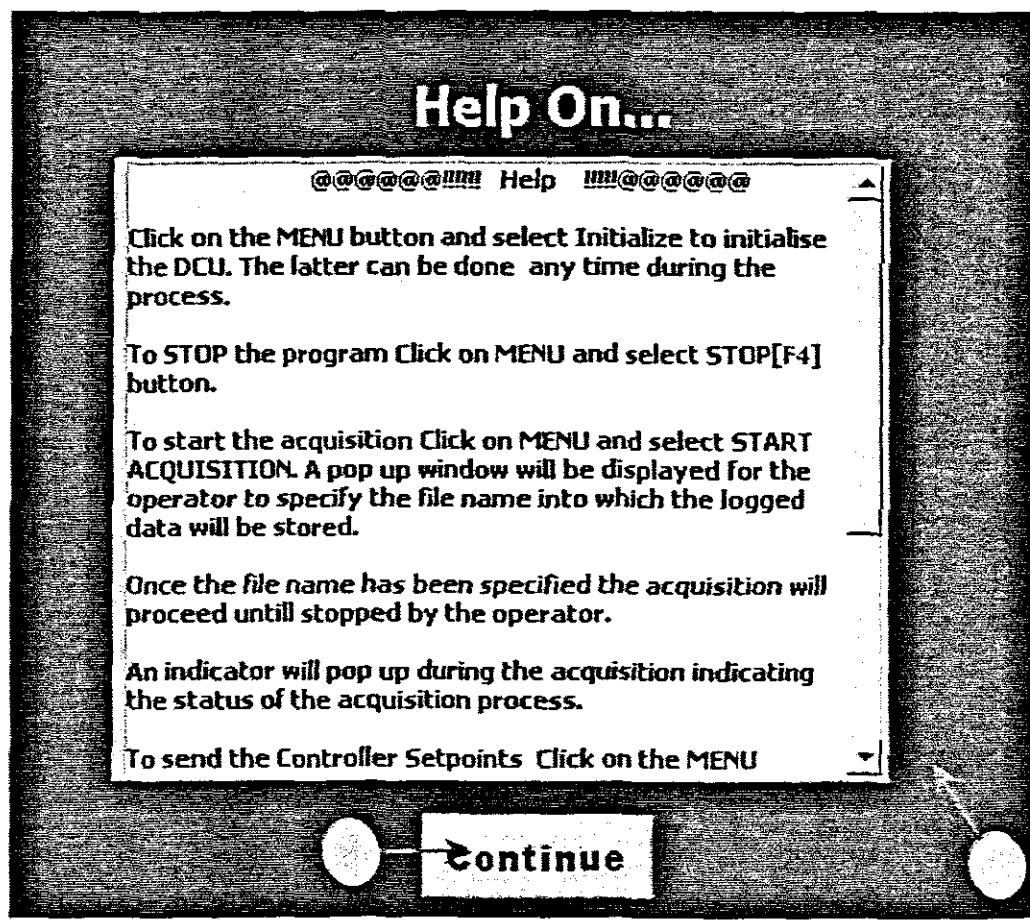 Help On...
@@@@@@!!!!! Help !!!!!@@@@@@
Click on the MENU button and select Initialize to initialise
the DCU. The latter can be done any time during the
process.
To STOP the program Click on MENU and select STOP[F4]
button.
To start the acquisition Click on MENU and select START
ACQUISITION. A pop up window will be displayed for the
operator to specify the file name into which the logged
data will be stored.
Once the file name has been specified the acquisition will
proceed untill stopped by the operator.
An indicator will pop up during the acquisition indicating
the status of the acquisition process.
To send the Controller Setpoints Click on the MENU
Continue